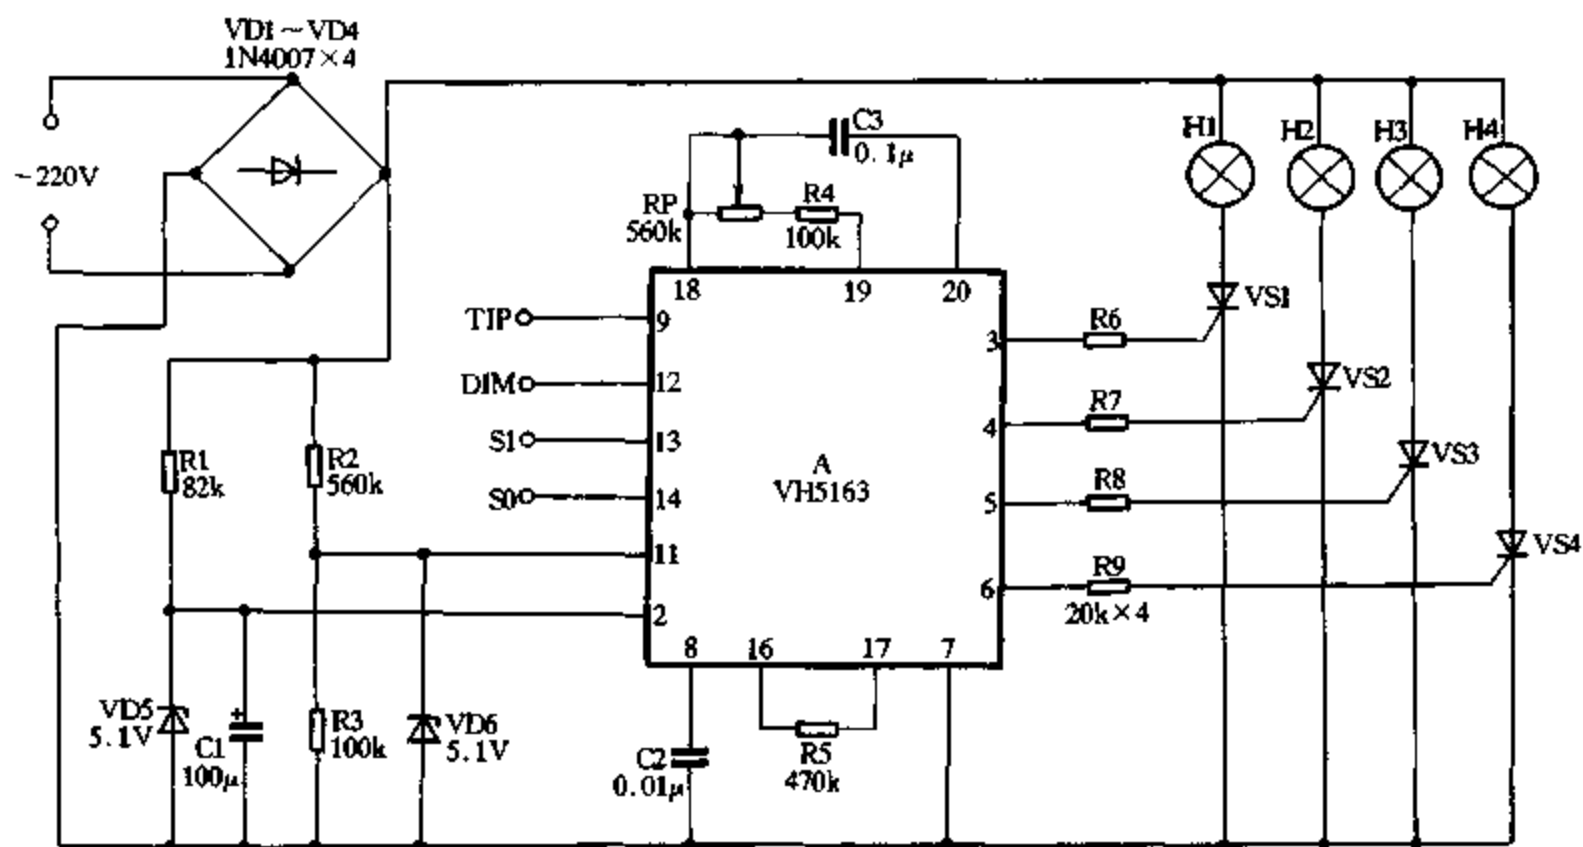 VD1～VD4
1N4007×4
~220V
C3
0.1μ
RP
560k
R4
100k
H1
H2
H3
H4
18
19
20
TIP
9
DIM
12
S1
13
S0
14
11
2
A
VH5163
3
4
5
6
R6
R7
R8
R9
20k×4
VS1
VS2
VS3
VS4
R1
82k
R2
560k
8
16
17
7
VD5
5.1V
C1
+
100μ
R3
100k
VD6
5.1V
C2
0.01μ
R5
470k